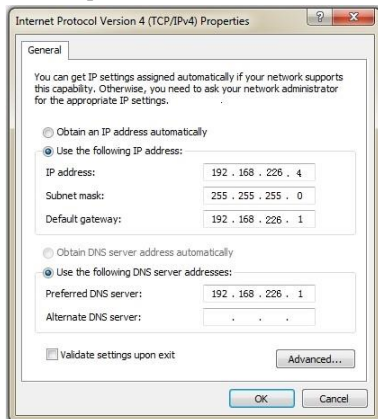 Internet Protocol Version 4 (TCP/IPv4) Properties
General
You can get IP settings assigned automatically if your network supports
this capability. Otherwise, you need to ask your network administrator
for the appropriate IP settings.
Obtain an IP address automatically
Use the following IP address:
IP address: 192 . 168 . 226 . 4
Subnet mask: 255 . 255 . 255 . 0
Default gateway: 192 . 168 . 226 . 1
Obtain DNS server address automatically
Use the following DNS server addresses:
Preferred DNS server: 192 . 168 . 226 . 1
Alternate DNS server: . . .
Validate settings upon exit
Advanced...
OK Cancel